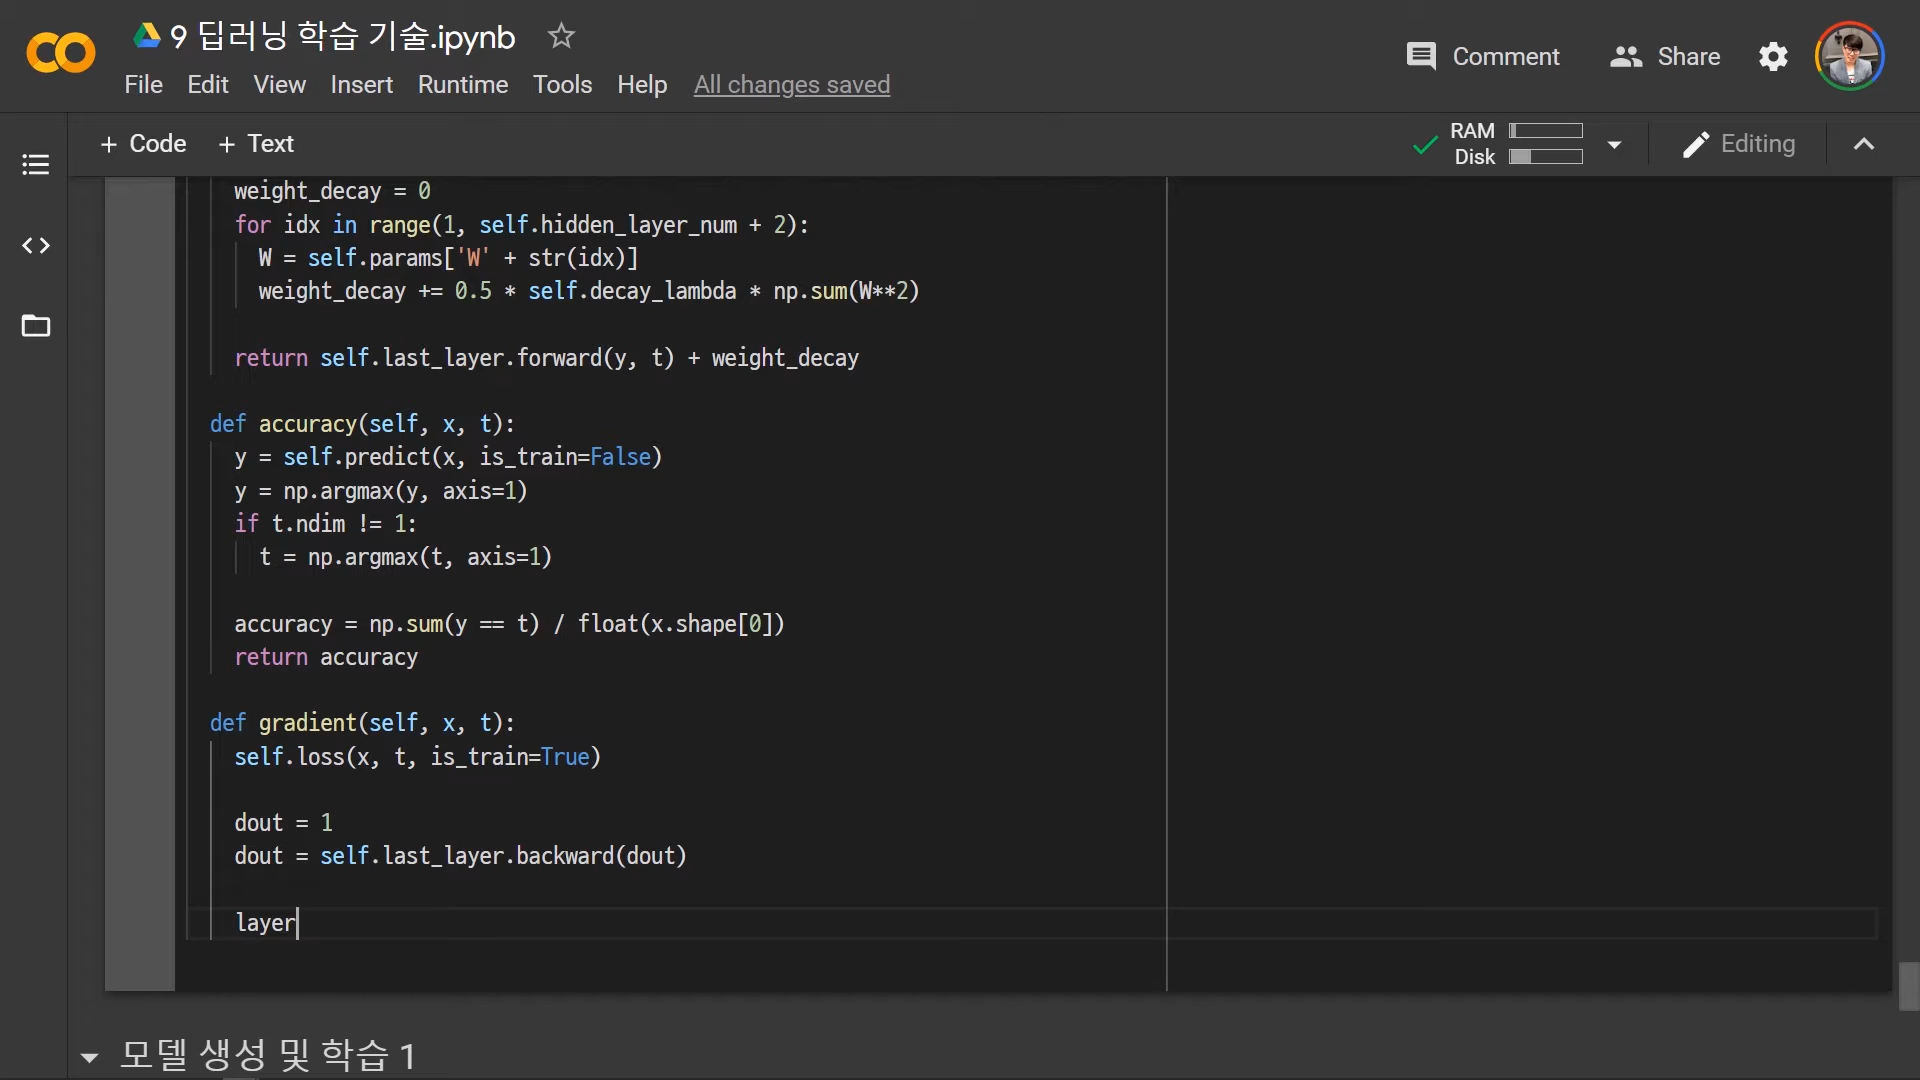 9 딥러닝 학습 기술.ipynb
File Edit View Insert Runtime Tools Help All changes saved
Comment Share
+ Code + Text
RAM
Disk
Editing
weight_decay = 0
for idx in range(1, self.hidden_layer_num + 2):
W = self.params['W' + str(idx)]
weight_decay += 0.5 * self.decay_lambda * np.sum(W**2)
return self.last_layer.forward(y, t) + weight_decay
def accuracy(self, x, t):
y = self.predict(x, is_train=False)
y = np.argmax(y, axis=1)
if t.ndim != 1:
t = np.argmax(t, axis=1)
accuracy = np.sum(y == t) / float(x.shape[0])
return accuracy
def gradient(self, x, t):
self.loss(x, t, is_train=True)
dout = 1
dout = self.last_layer.backward(dout)
layer
모델 생성 및 학습 1